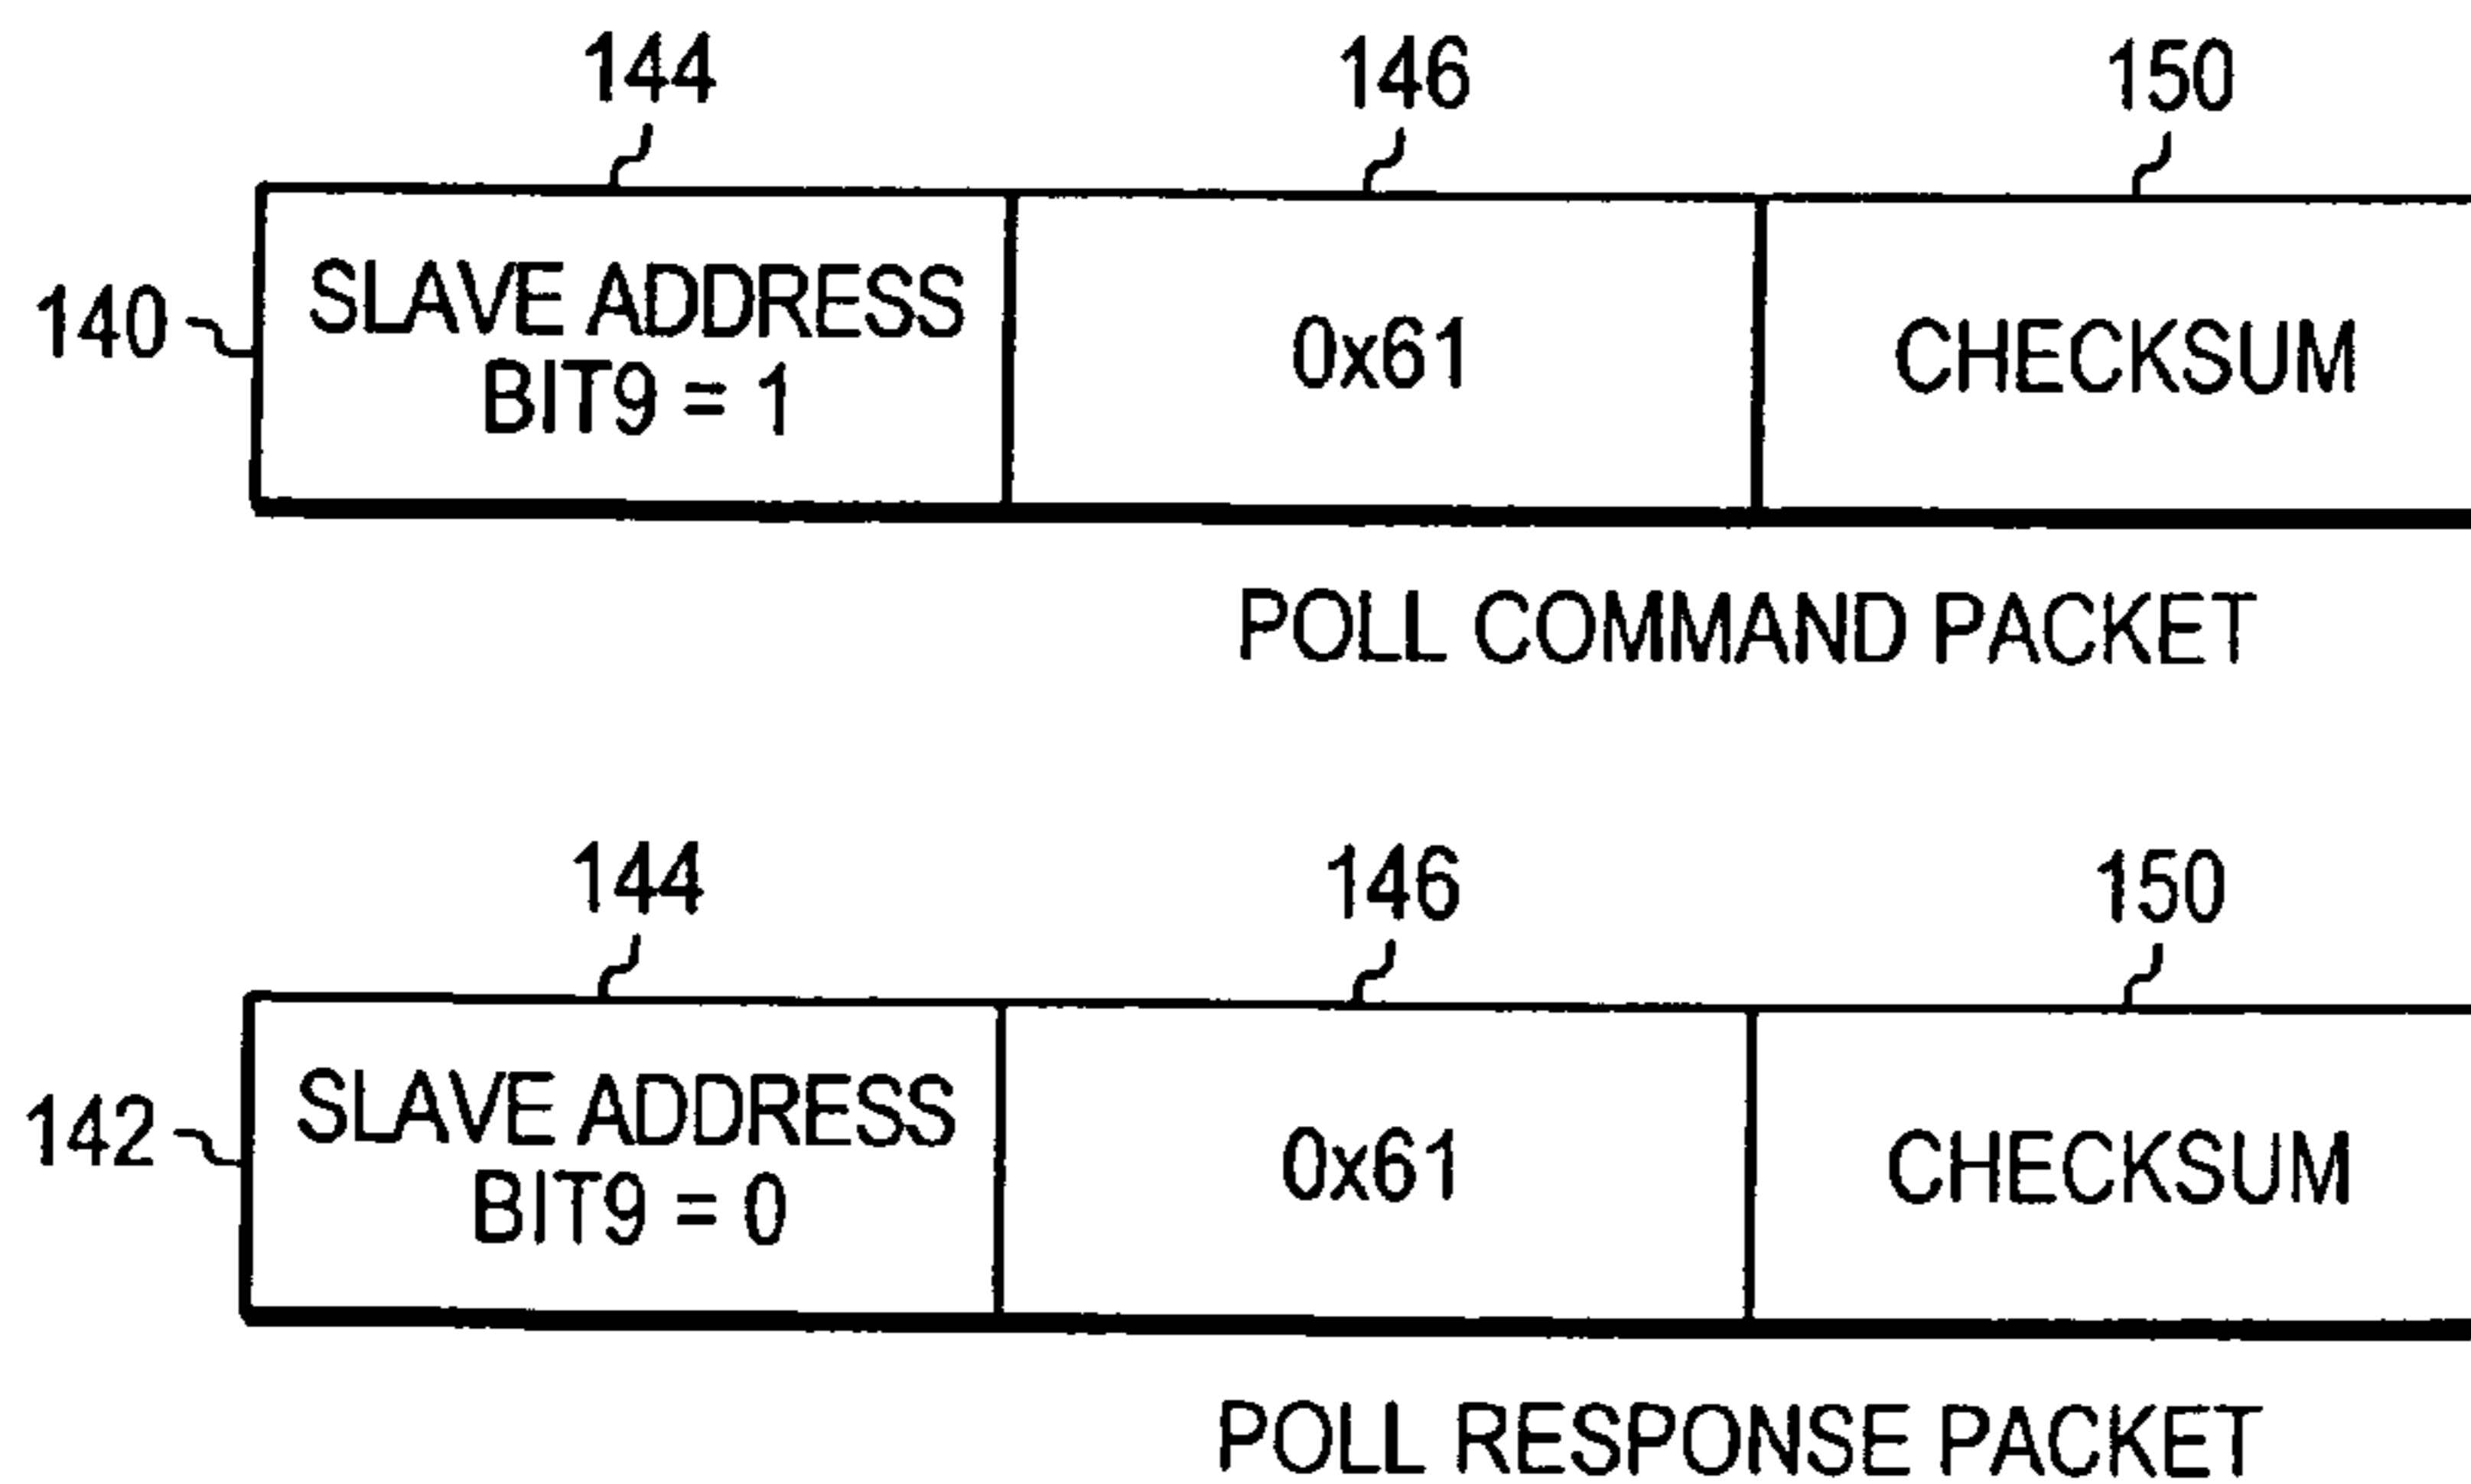 144 146 150
140 SLAVE ADDRESS
BIT9 = 1
0x61
CHECKSUM
POLL COMMAND PACKET
144 146 150
142 SLAVE ADDRESS
BIT9 = 0
0x61
CHECKSUM
POLL RESPONSE PACKET